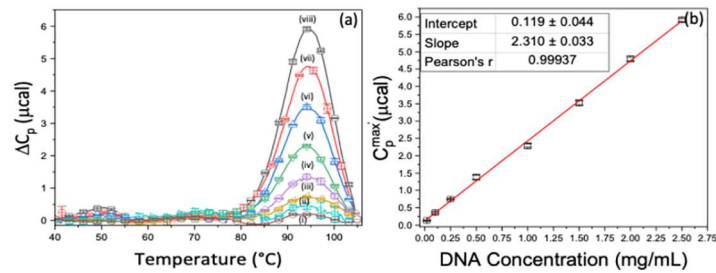 (a)
(viii)
(vii)
(vi)
(v)
(iv)
(iii)
(ii)
(i)
ΔCp (μcal)
6
5
4
3
2
1
0
40 50 60 70 80 90 100
Temperature (°C)
(b)
Intercept 0.119 ± 0.044
Slope 2.310 ± 0.033
Pearson's r 0.99937
Cp max (μcal)
6.0
5.5
5.0
4.5
4.0
3.5
3.0
2.5
2.0
1.5
1.0
0.5
0.0
0.00 0.25 0.50 0.75 1.00 1.25 1.50 1.75 2.00 2.25 2.50 2.75
DNA Concentration (mg/mL)